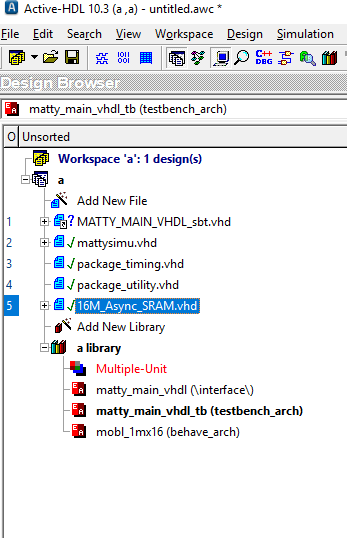 Active-HDL 10.3 (a ,a) - untitled.awc *
File Edit Search View Workspace Design Simulation
Design Browser
matty_main_vhdl_tb (testbench_arch)
O Unsorted
Workspace 'a': 1 design(s)
a
Add New File
1 MATTY_MAIN_VHDL_sbt.vhd
2 mattysimu.vhd
3 package_timing.vhd
4 package_utility.vhd
5 16M_Async_SRAM.vhd
Add New Library
a library
Multiple-Unit
matty_main_vhdl (\interface\)
matty_main_vhdl_tb (testbench_arch)
mobl_1mx16 (behave_arch)